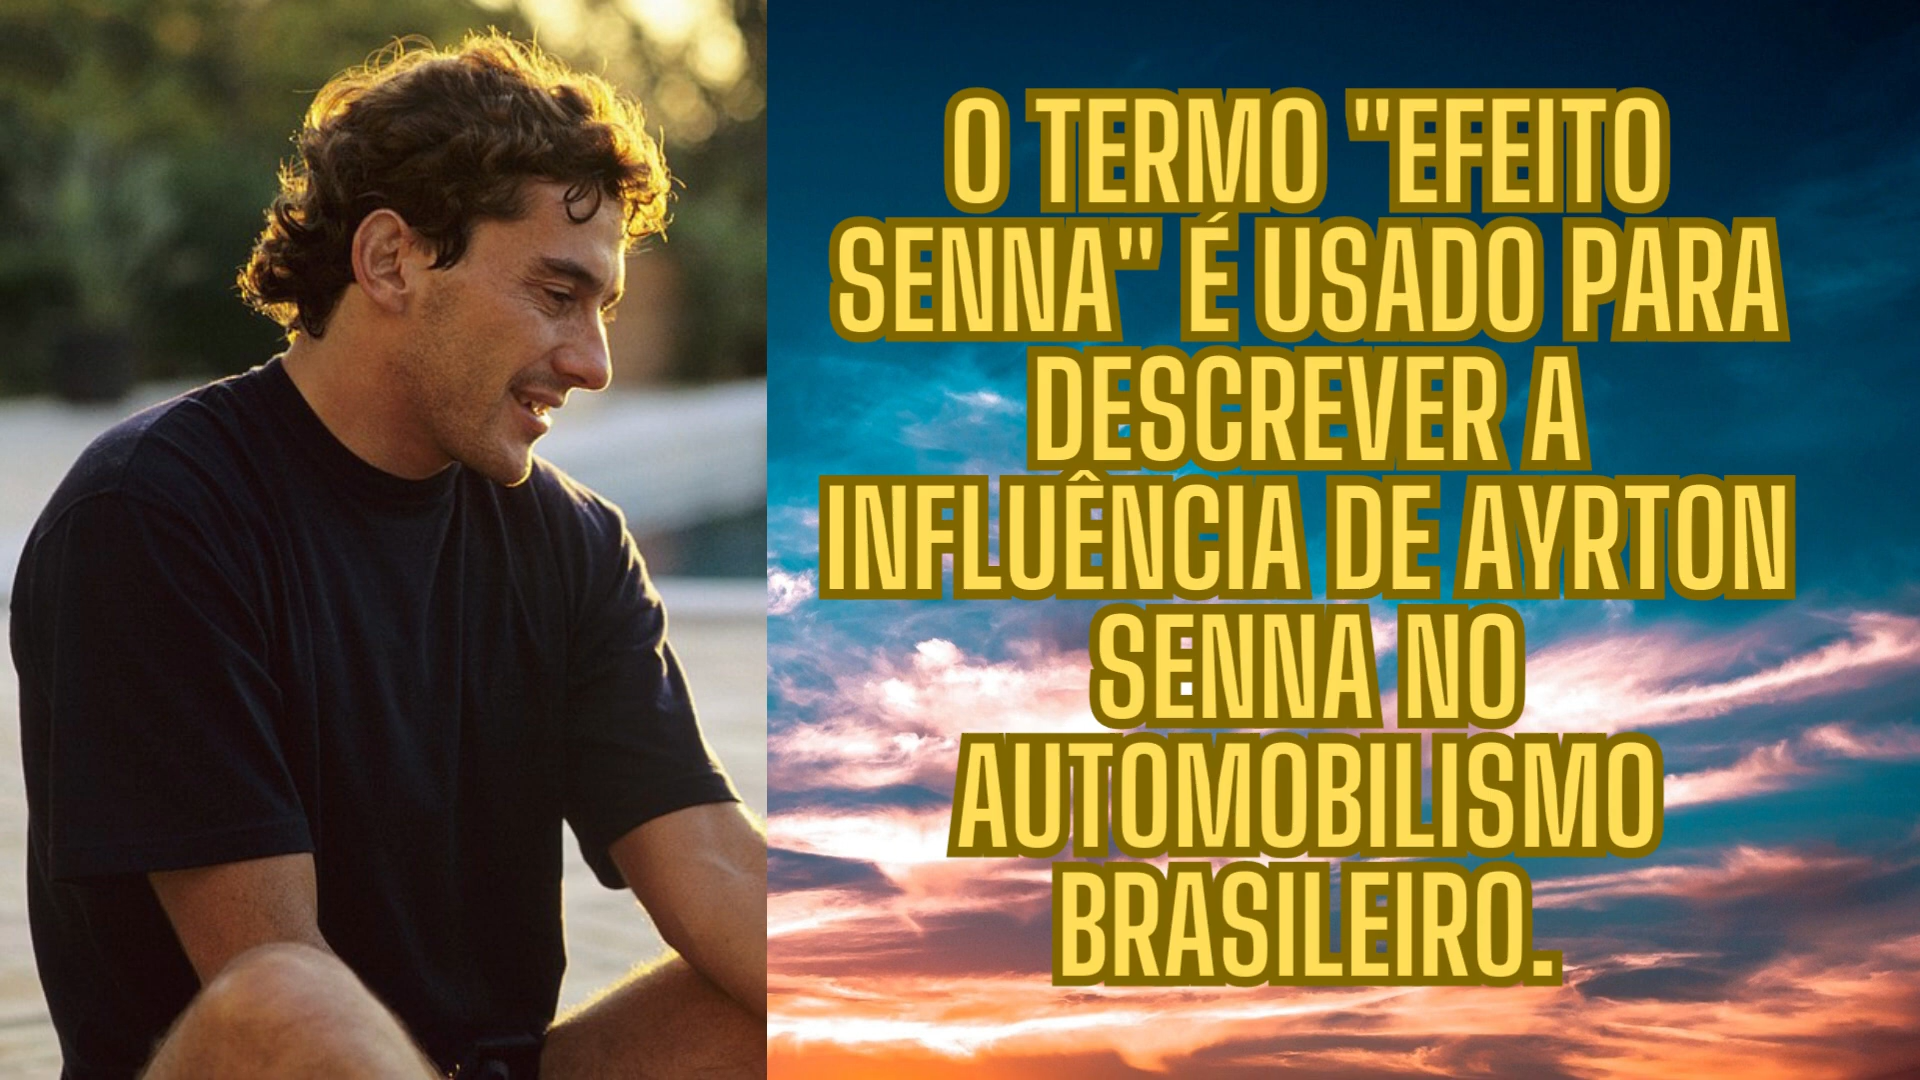 O TERMO "EFEITO
SENNA" É USADO PARA
DESCREVER A
INFLUÊNCIA DE AYRTON
SENNA NO
AUTOMOBILISMO
BRASILEIRO.